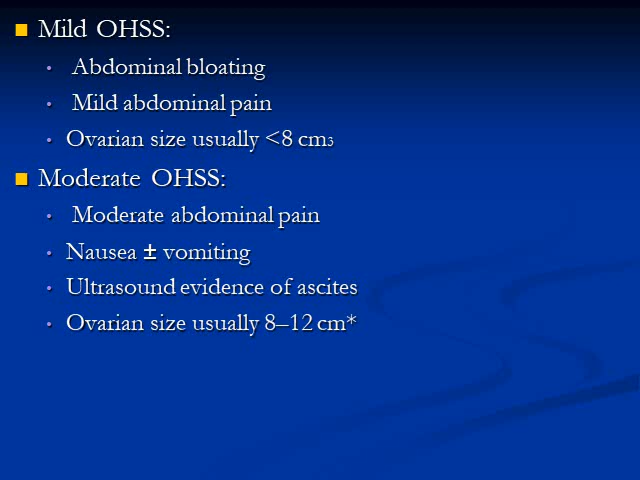 Mild OHSS:
Abdominal bloating
Mild abdominal pain
Ovarian size usually <8 cm3
Moderate OHSS:
Moderate abdominal pain
Nausea ± vomiting
Ultrasound evidence of ascites
Ovarian size usually 8–12 cm*